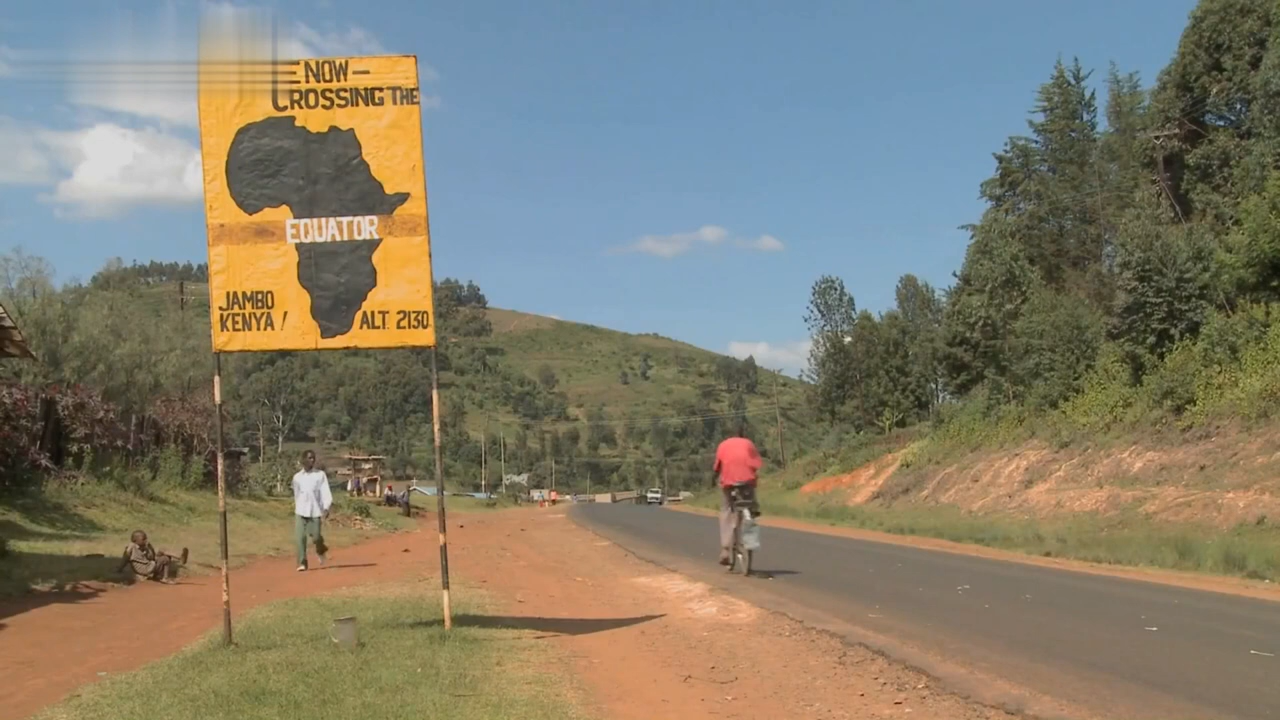 NOW —
CROSSING THE
EQUATOR
JAMBO
KENYA !
ALT. 2130